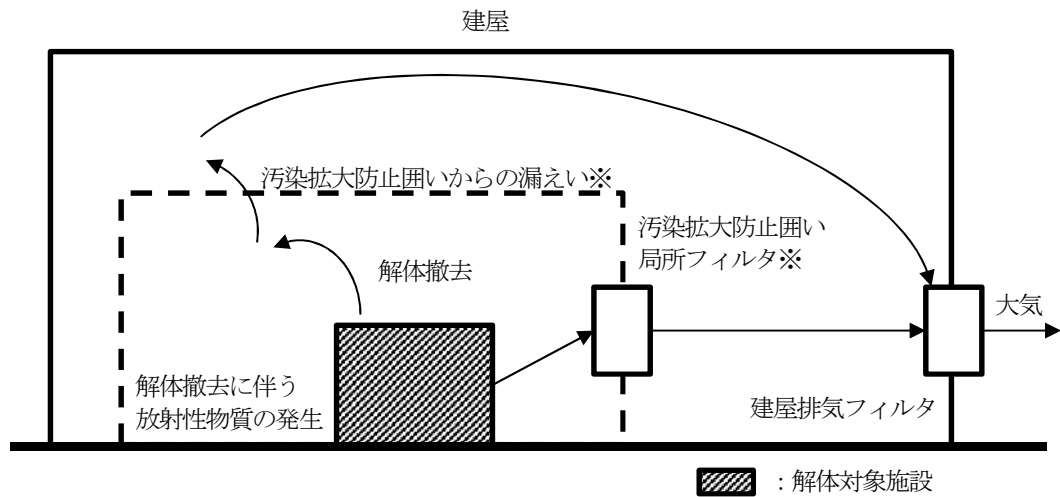 建屋
汚染拡大防止囲いからの漏えい※
汚染拡大防止囲い
局所フィルタ※
解体撤去
大気
解体撤去に伴う
放射性物質の発生
建屋排気フィルタ
：解体対象施設